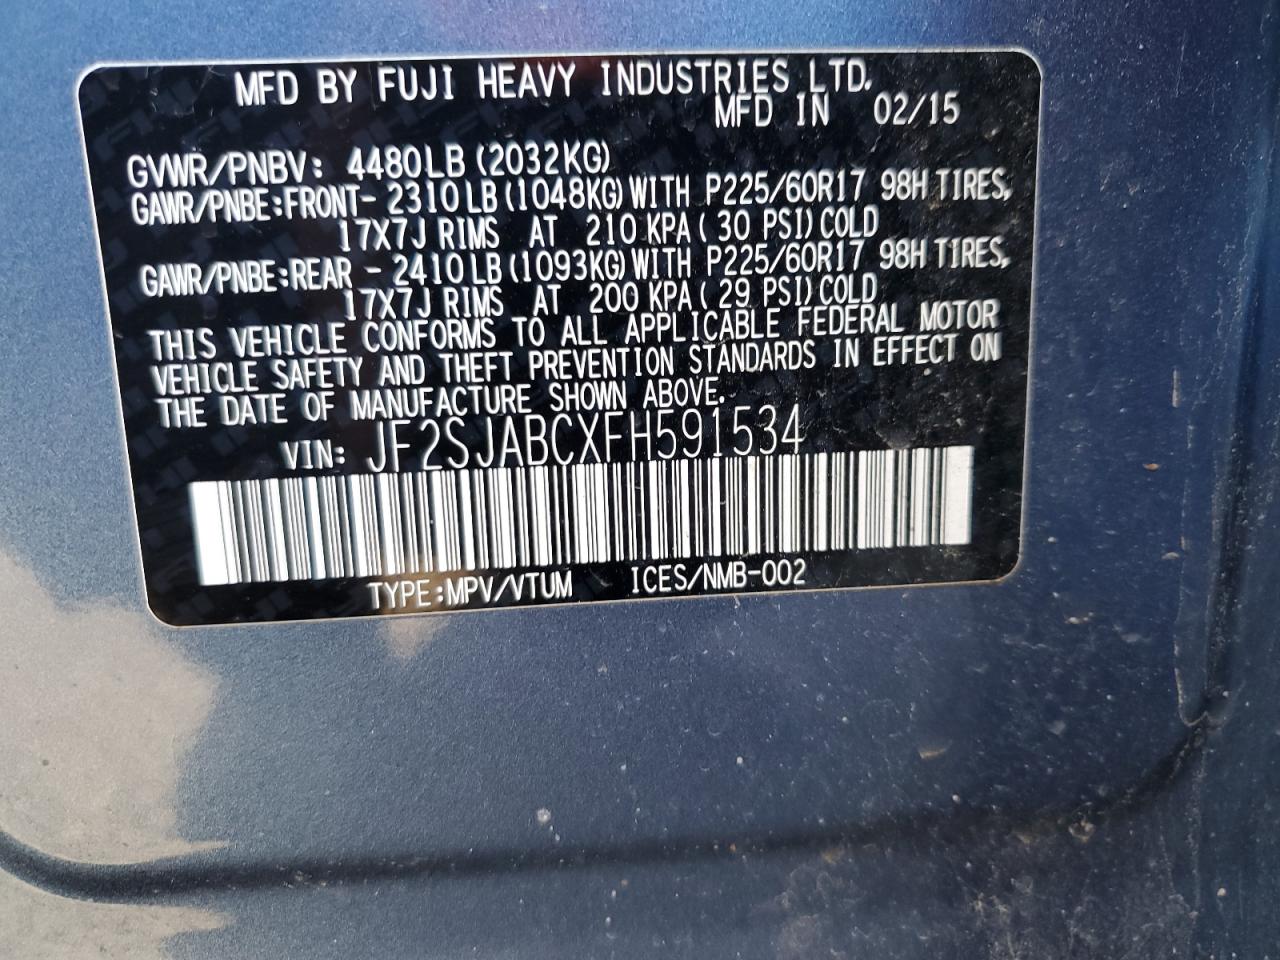 MFD BY FUJI HEAVY INDUSTRIES LTD.
MFD IN 02/15
GVWR/PNBV: 4480LB (2032KG)
GAWR/PNBE:FRONT- 2310LB (1048KG) WITH P225/60R17 98H TIRES,
17X7J RIMS AT 210 KPA ( 30 PSI) COLD
GAWR/PNBE:REAR - 2410LB (1093KG) WITH P225/60R17 98H TIRES,
17X7J RIMS AT 200 KPA ( 29 PSI) COLD
THIS VEHICLE CONFORMS TO ALL APPLICABLE FEDERAL MOTOR
VEHICLE SAFETY AND THEFT PREVENTION STANDARDS IN EFFECT ON
THE DATE OF MANUFACTURE SHOWN ABOVE.
VIN: JF2SJABCXFH591534
TYPE:MPV/VTUM ICES/NMB-002